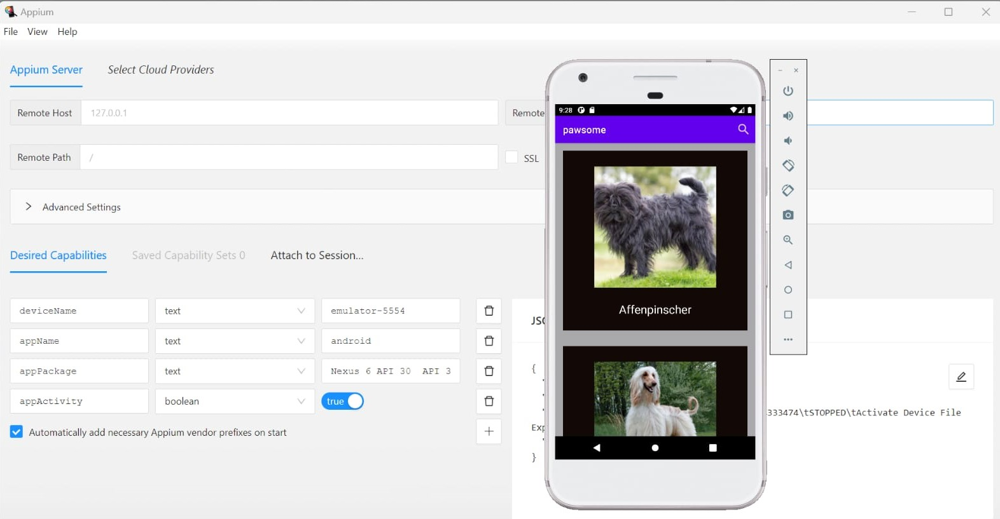 Appium
File View Help
Appium Server Select Cloud Providers
Remote Host 127.0.0.1 Remote
Remote Path / SSL
Advanced Settings
Desired Capabilities Saved Capability Sets 0 Attach to Session...
deviceName text emulator-5554
appName text android
appPackage text Nexus 6 API 30 API 3
appActivity boolean true
Automatically add necessary Appium vendor prefixes on start
{
333474\tSTOPPED\tActivate Device File
}
9:28
pawsome
Affenpinscher